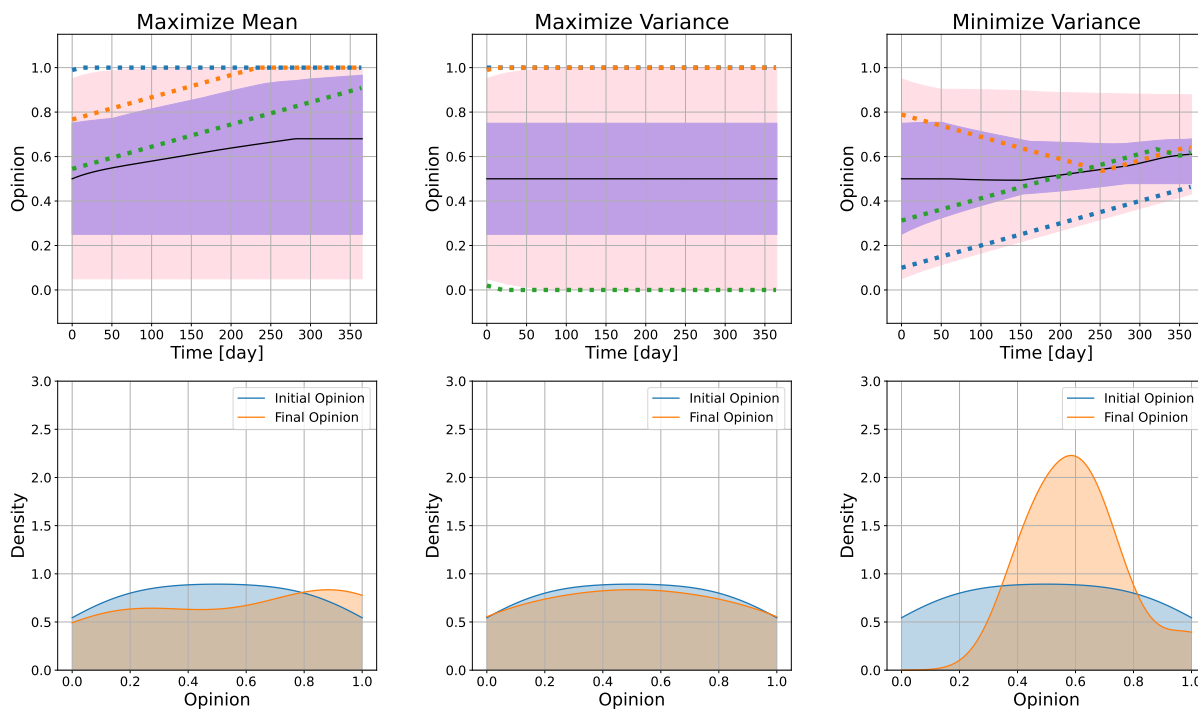 Maximize Mean
Maximize Variance
Minimize Variance
Opinion
1.0
0.8
0.6
0.4
0.2
0.0
0 50 100 150 200 250 300 350
Time [day]
Opinion
1.0
0.8
0.6
0.4
0.2
0.0
0 50 100 150 200 250 300 350
Time [day]
Opinion
1.0
0.8
0.6
0.4
0.2
0.0
0 50 100 150 200 250 300 350
Time [day]
Density
3.0
2.5
2.0
1.5
1.0
0.5
0.0
Initial Opinion
Final Opinion
0.0 0.2 0.4 0.6 0.8 1.0
Opinion
Density
3.0
2.5
2.0
1.5
1.0
0.5
0.0
Initial Opinion
Final Opinion
0.0 0.2 0.4 0.6 0.8 1.0
Opinion
Density
3.0
2.5
2.0
1.5
1.0
0.5
0.0
Initial Opinion
Final Opinion
0.0 0.2 0.4 0.6 0.8 1.0
Opinion